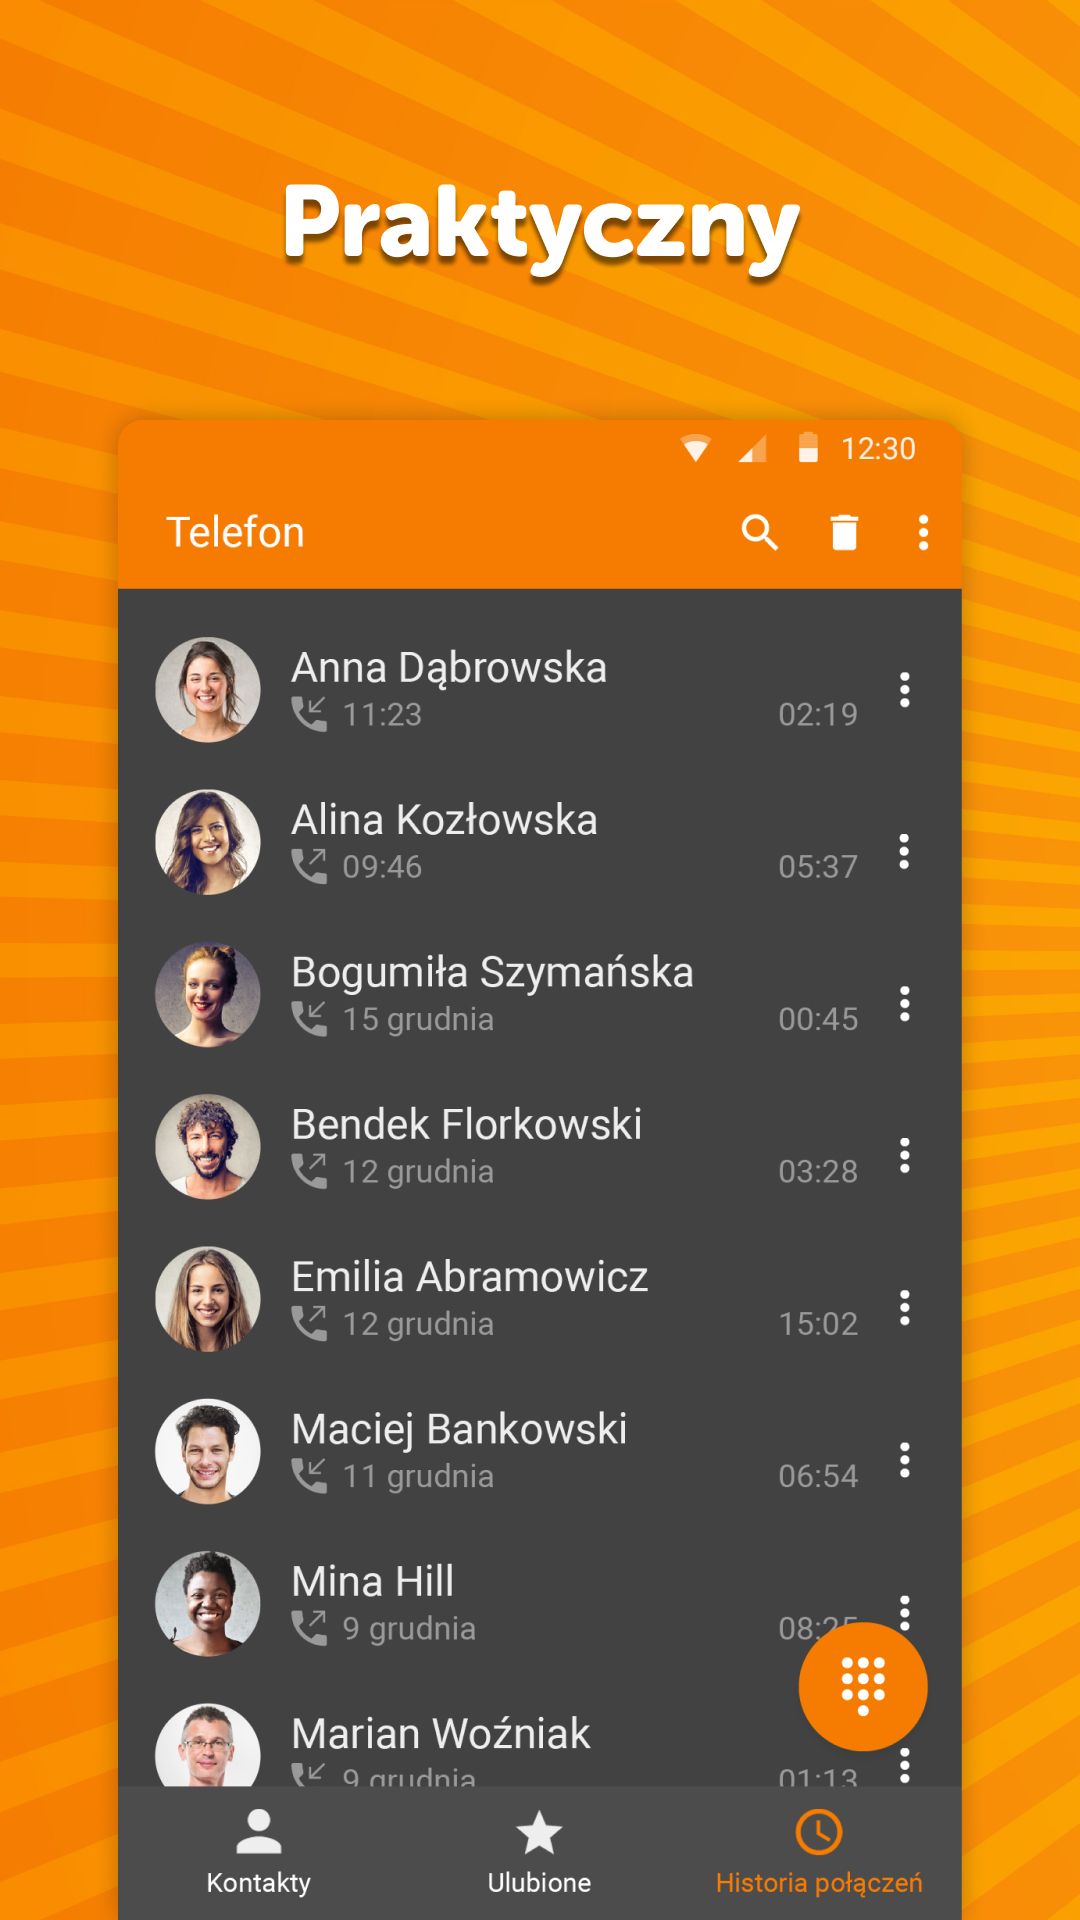 Praktyczny
12:30
Telefon
Anna Dąbrowska
11:23 02:19
Alina Kozłowska
09:46 05:37
Bogumiła Szymańska
15 grudnia 00:45
Bendek Florkowski
12 grudnia 03:28
Emilia Abramowicz
12 grudnia 15:02
Maciej Bankowski
11 grudnia 06:54
Mina Hill
9 grudnia 08:25
Marian Woźniak
9 grudnia 01:13
Kontakty Ulubione Historia połączeń